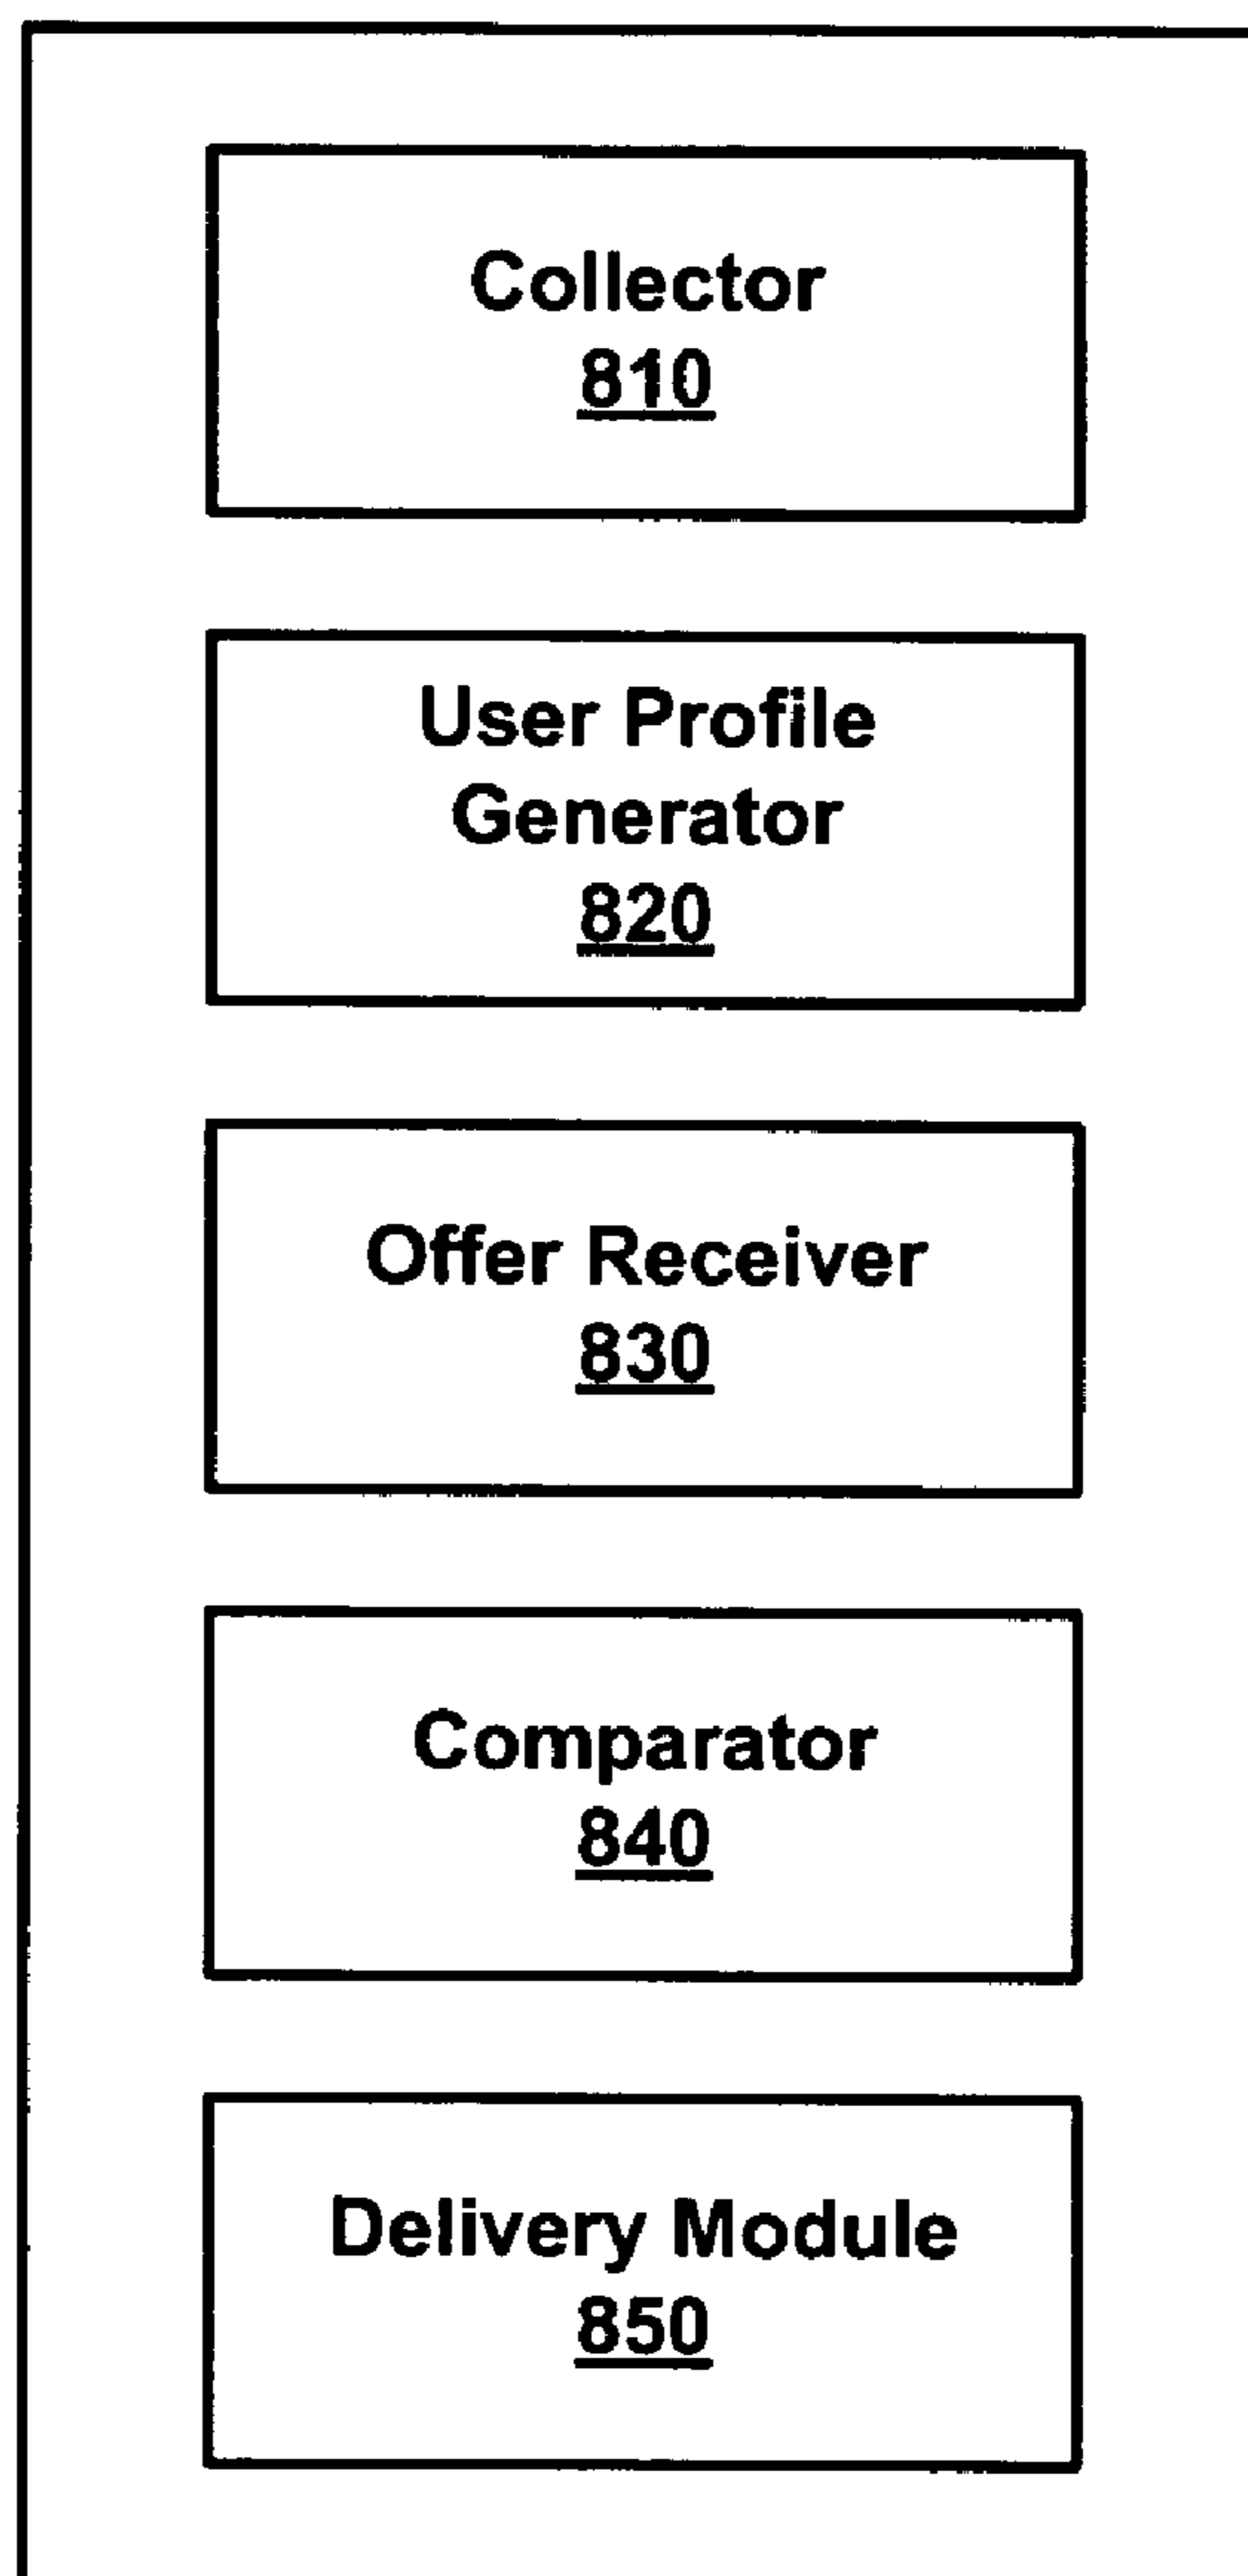 Collector
810
User Profile
Generator
820
Offer Receiver
830
Comparator
840
Delivery Module
850